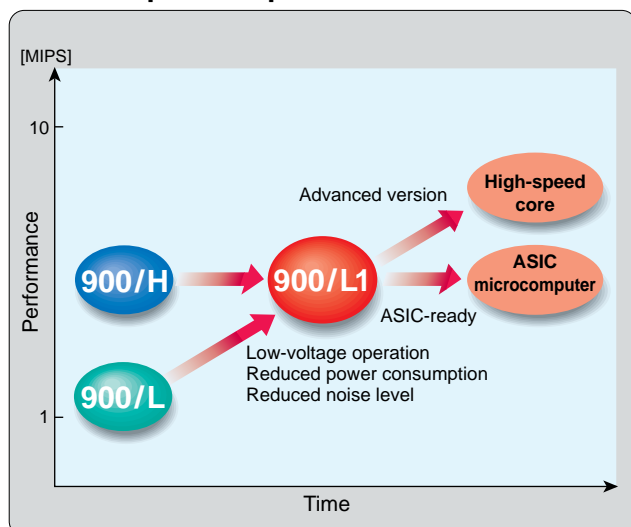 [MIPS]
10
Performance
1
Time
900/H
900/L
900/L1
Advanced version
High-speed
core
ASIC
microcomputer
ASIC-ready
Low-voltage operation
Reduced power consumption
Reduced noise level